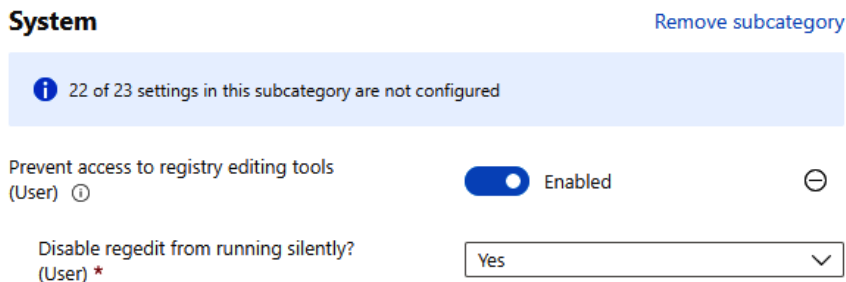 System
Remove subcategory
22 of 23 settings in this subcategory are not configured
Prevent access to registry editing tools
(User)
Enabled
Disable regedit from running silently?
(User) *
Yes